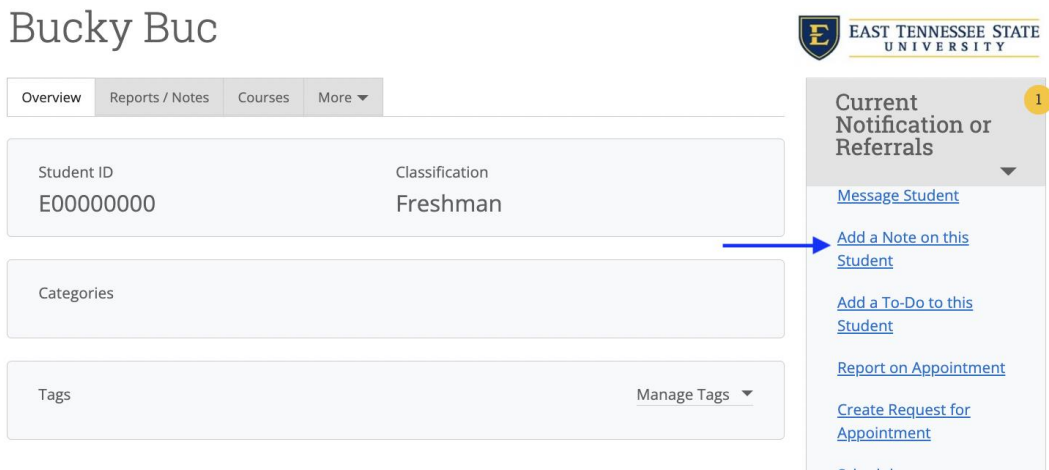 Bucky Buc
EAST TENNESSEE STATE
UNIVERSITY
Overview Reports / Notes Courses More
Student ID
E00000000
Classification
Freshman
Categories
Tags
Manage Tags
Current
Notification or
Referrals
1
Message Student
Add a Note on this
Student
Add a To-Do to this
Student
Report on Appointment
Create Request for
Appointment